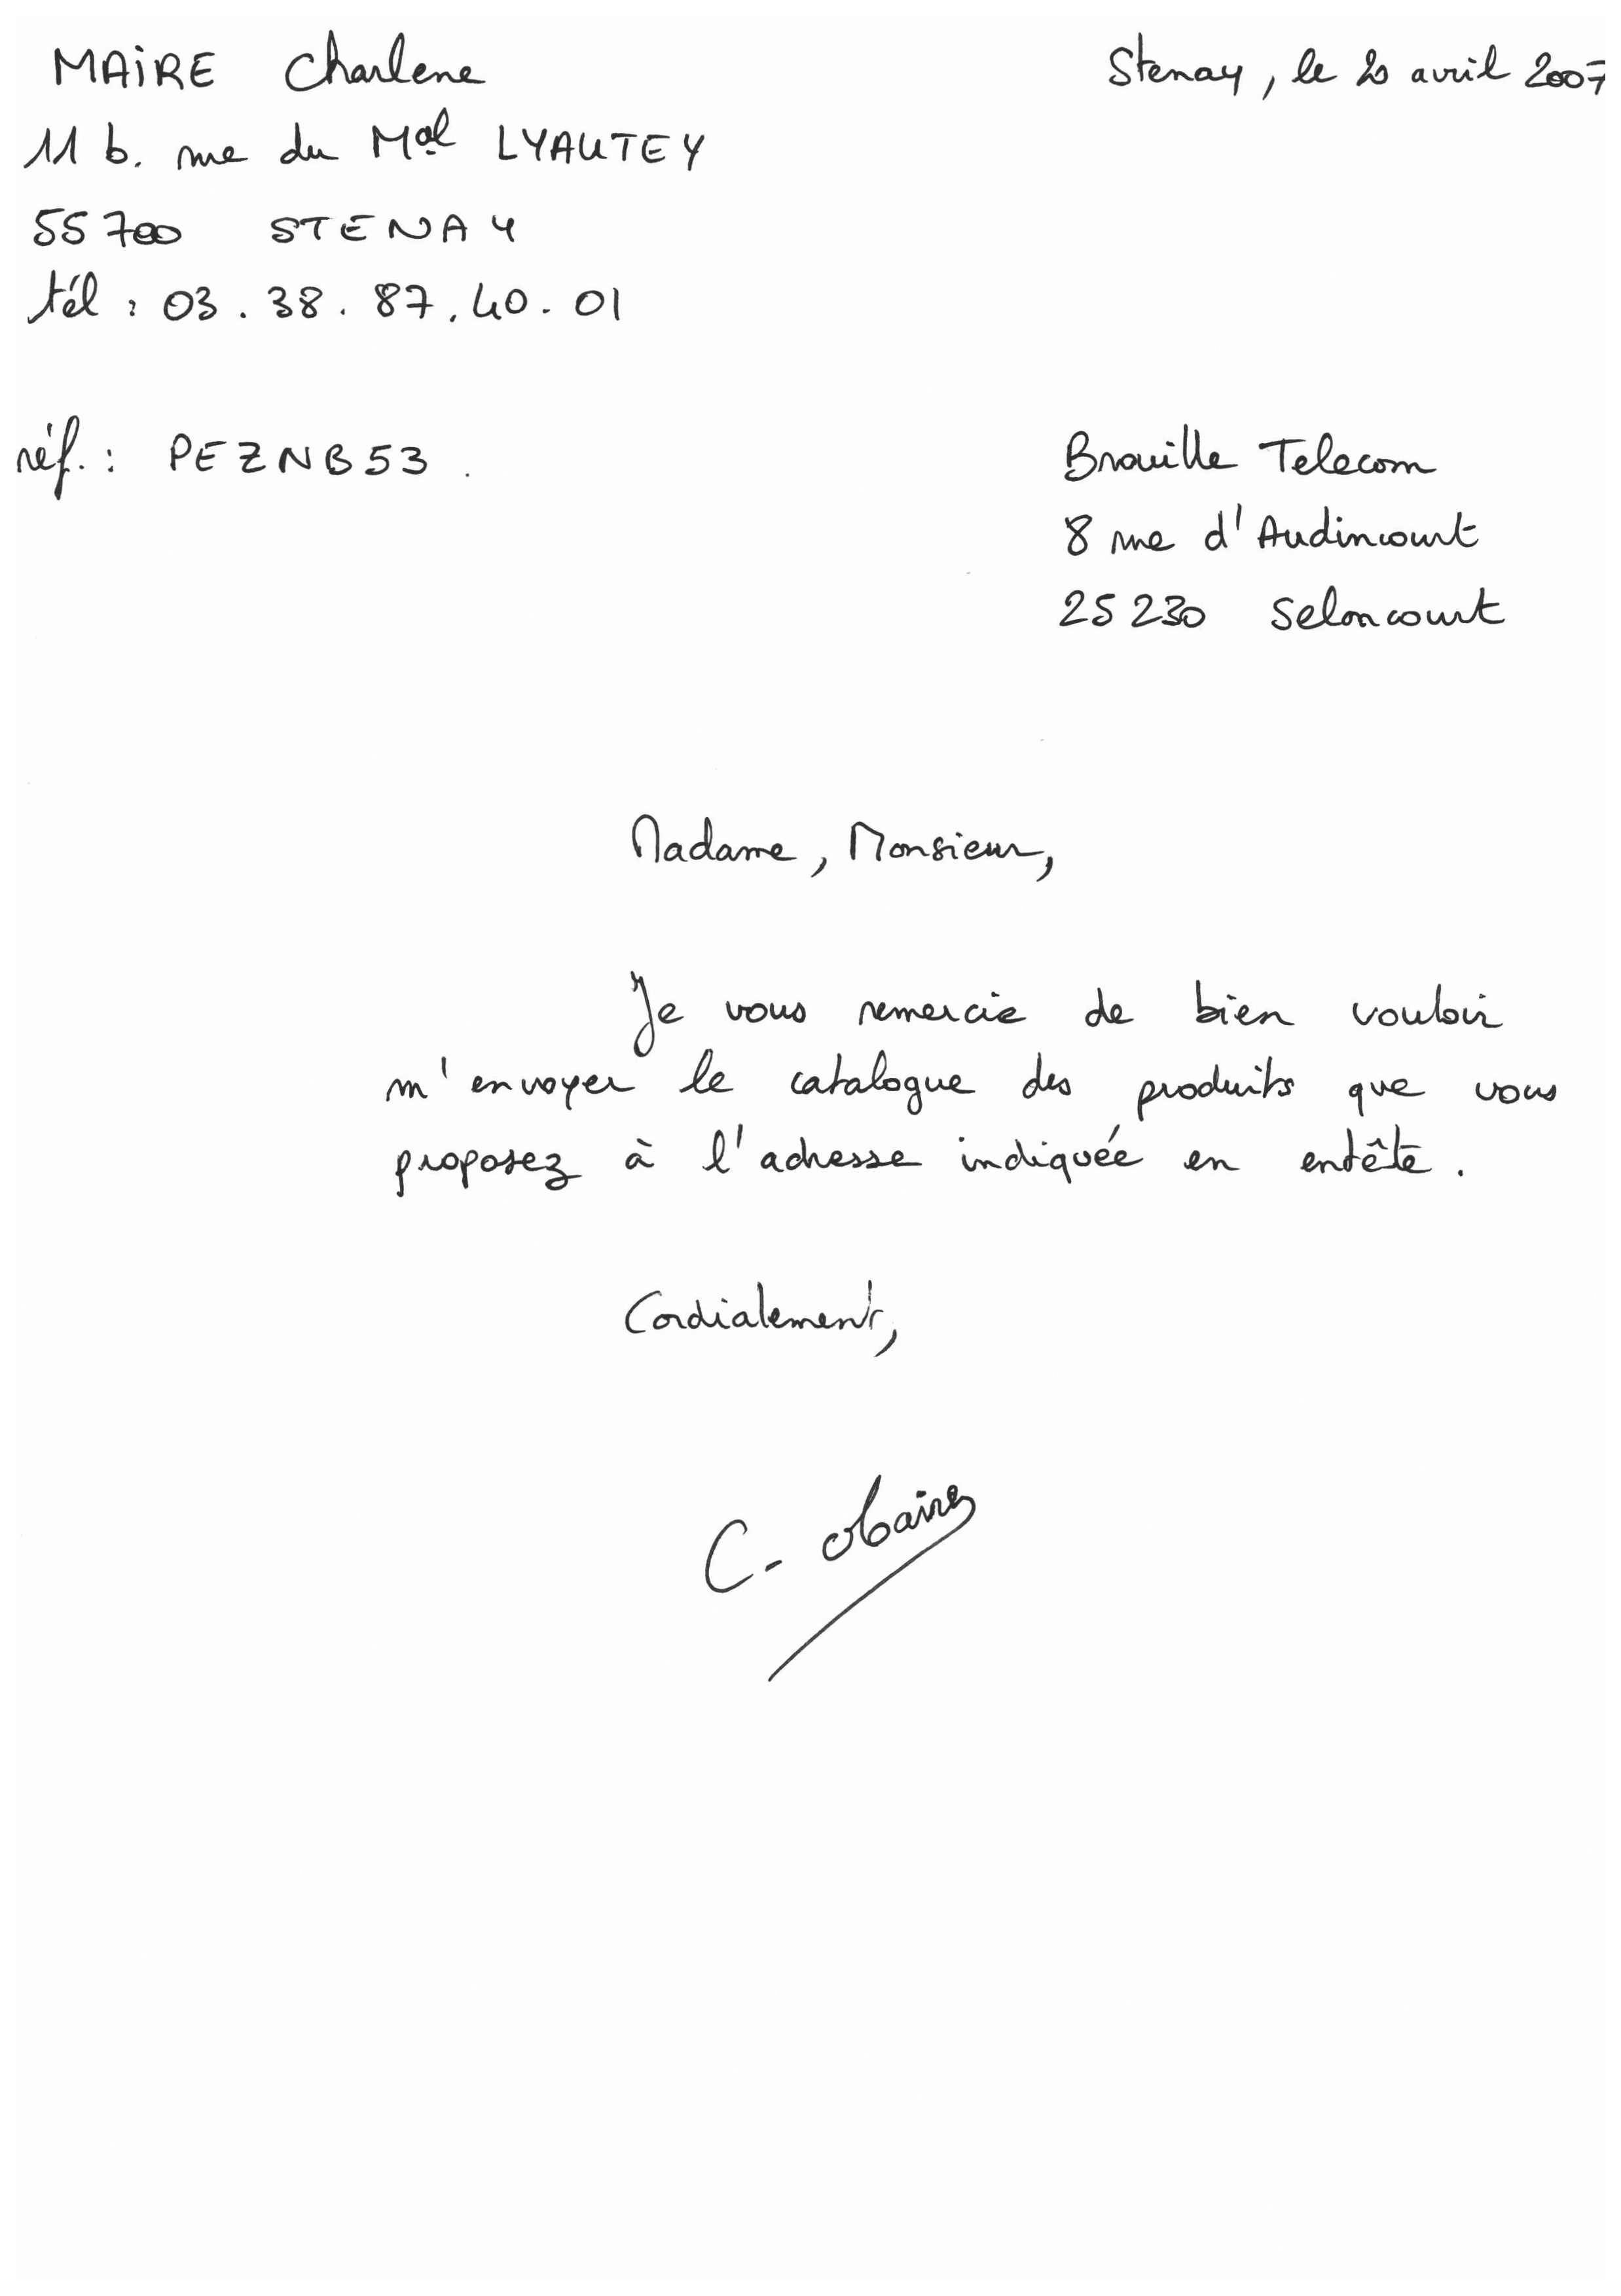 MAIRE Charlene
Stenay, le 20 avril 2007
11 b. rue du Mal LYAUTEY
55700 STENAY
tél : 03.38.87.40.01
réf. : PEZNB53.
Brouille Telecom
8 rue d'Audincourt
25230 Seloncourt
Madame, Monsieur,
Je vous remercie de bien vouloir
m'envoyer le catalogue des produits que vous
proposez à l'adresse indiquée en entête.
Cordialement,
C. Maire